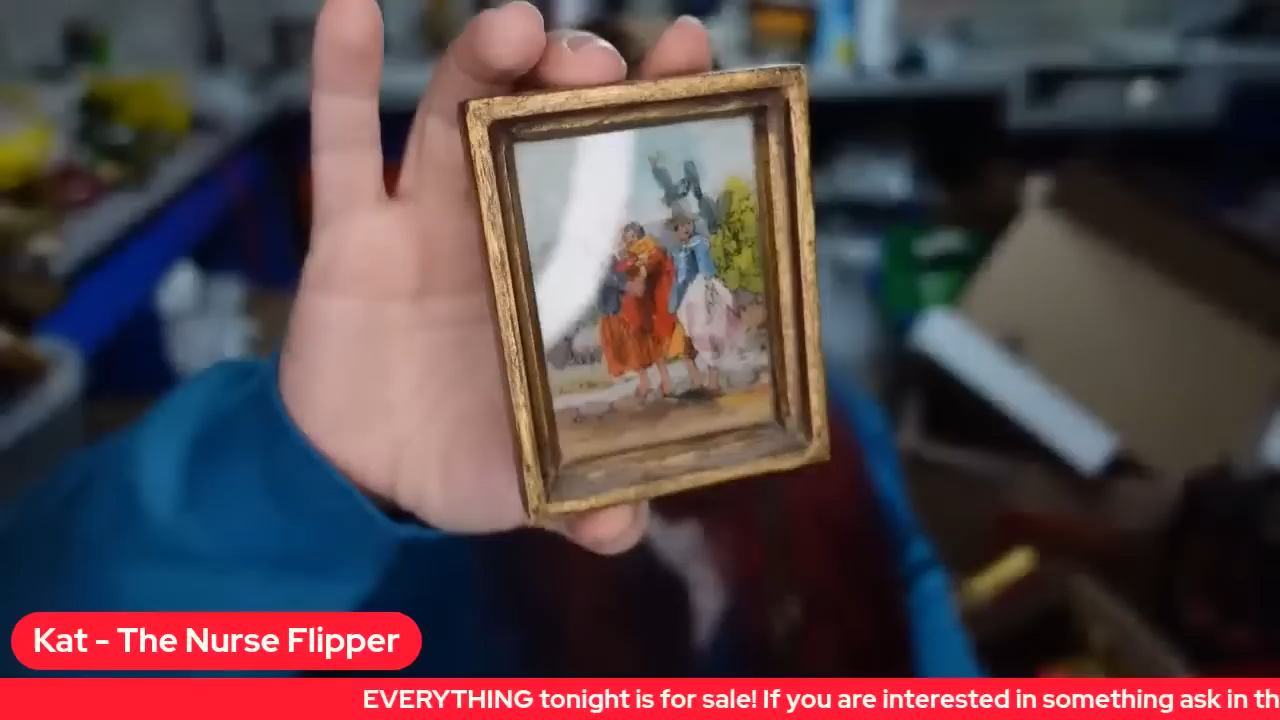 Kat - The Nurse Flipper
EVERYTHING tonight is for sale! If you are interested in something ask in th